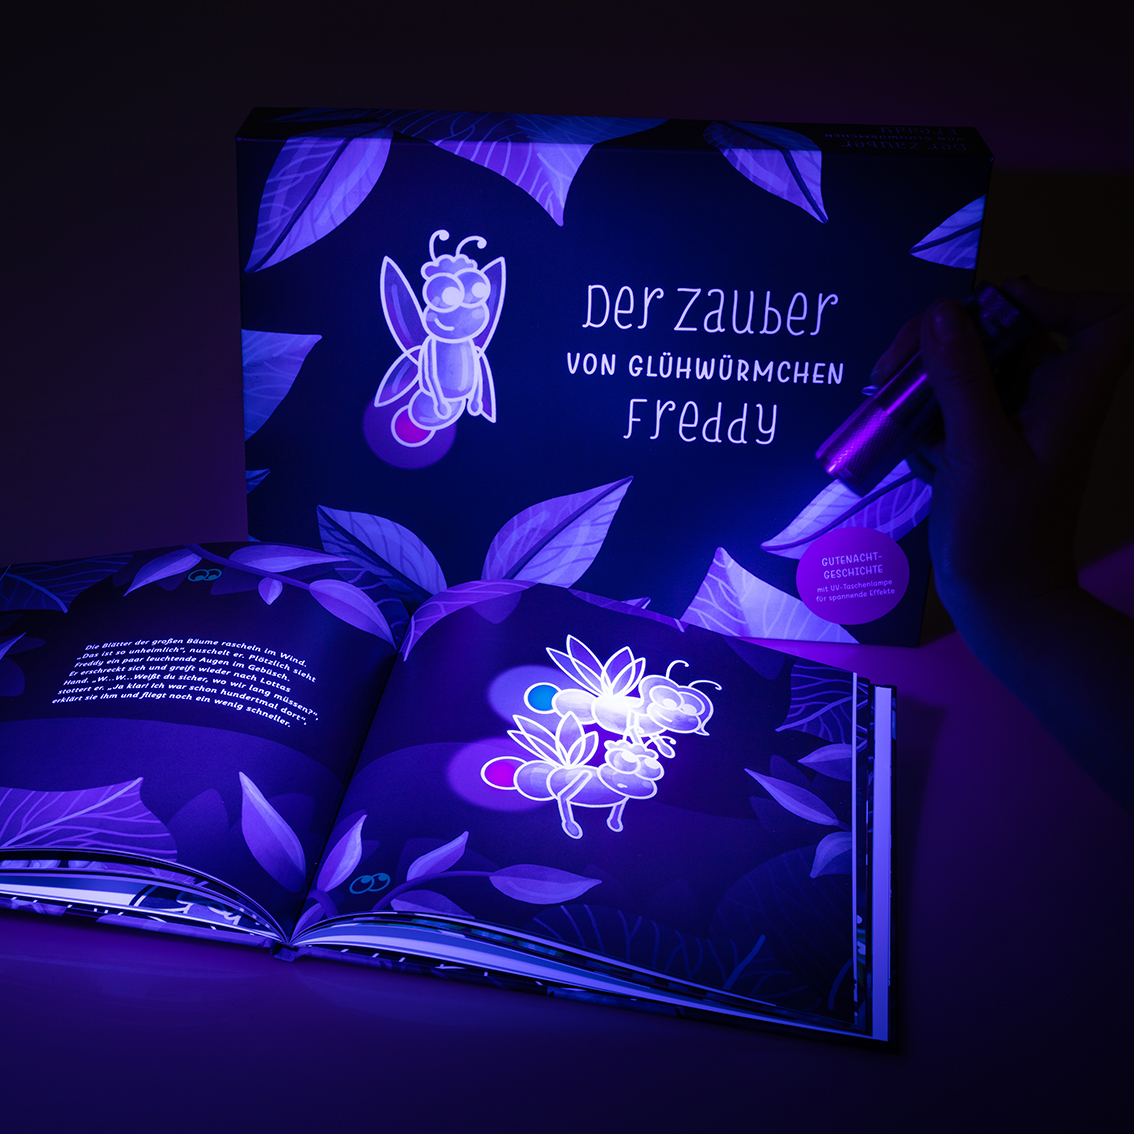 Der Zauber
VON GLÜHWÜRMCHEN
Freddy
GUTENACHT-
GESCHICHTE
mit UV-Taschenlampe
für spannende Effekte
Die Blätter der großen Bäume rascheln im Wind.
„Das ist so unheimlich“, nuschelt er. Plötzlich sieht
Freddy ein paar leuchtende Augen im Gebüsch.
Er erschreckt sich und greift wieder nach Lottas
Hand. „W...W...Weißt du sicher, wo wir lang müssen?“,
stottert er. „Ja klar! Ich war schon hundertmal dort“,
erklärt sie ihm und fliegt noch ein wenig schneller.